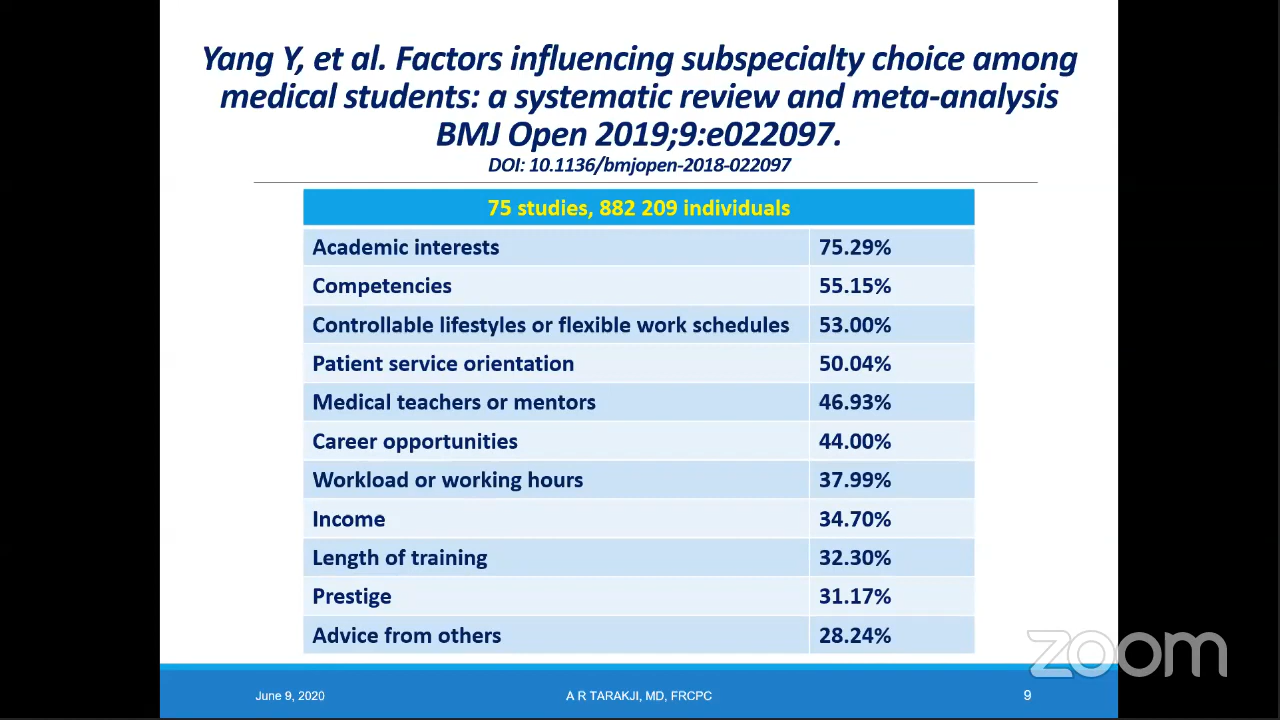 Yang Y, et al. Factors influencing subspecialty choice among
medical students: a systematic review and meta-analysis
BMJ Open 2019;9:e022097.
DOI: 10.1136/bmjopen-2018-022097
75 studies, 882 209 individuals
Academic interests 75.29%
Competencies 55.15%
Controllable lifestyles or flexible work schedules 53.00%
Patient service orientation 50.04%
Medical teachers or mentors 46.93%
Career opportunities 44.00%
Workload or working hours 37.99%
Income 34.70%
Length of training 32.30%
Prestige 31.17%
Advice from others 28.24%
zoom
June 9, 2020 A R TARAKJI, MD, FRCPC 9